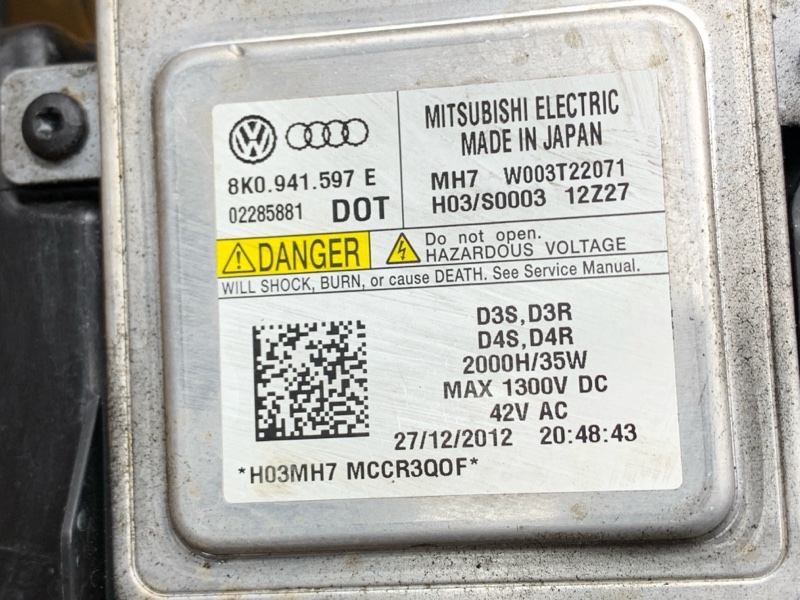 8K0.941.597 E
02285881 DOT
MITSUBISHI ELECTRIC
MADE IN JAPAN
MH7 W003T22071
H03/S0003 12Z27
DANGER
Do not open.
HAZARDOUS VOLTAGE
WILL SHOCK, BURN, or cause DEATH. See Service Manual.
D3S,D3R
D4S,D4R
2000H/35W
MAX 1300V DC
42V AC
27/12/2012 20:48:43
*H03MH7 MCCR3Q0F*